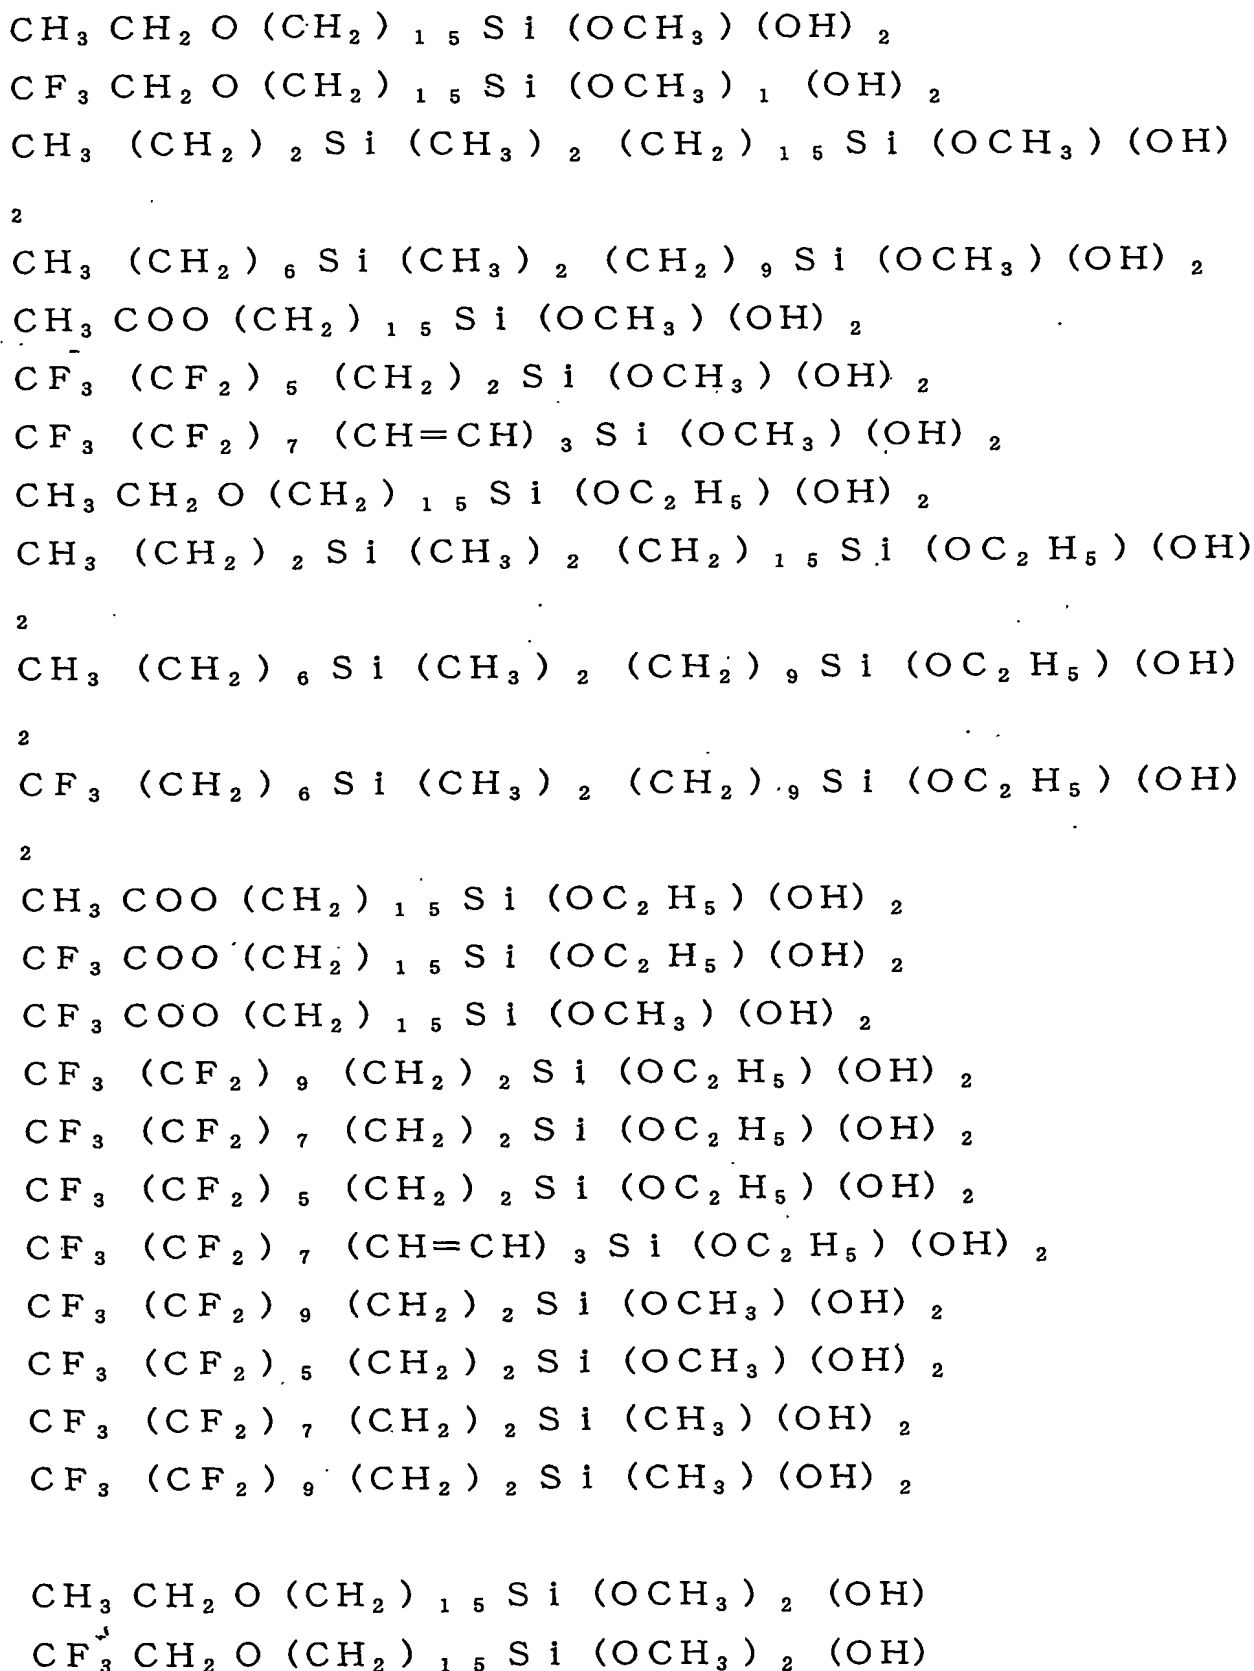 CH₃CH₂O(CH₂)₁₅Si(OCH₃)(OH)₂
CF₃CH₂O(CH₂)₁₅Si(OCH₃)₁(OH)₂
CH₃(CH₂)₂Si(CH₃)₂(CH₂)₁₅Si(OCH₃)(OH)
₂
CH₃(CH₂)₆Si(CH₃)₂(CH₂)₉Si(OCH₃)(OH)₂
CH₃COO(CH₂)₁₅Si(OCH₃)(OH)₂
CF₃(CF₂)₅(CH₂)₂Si(OCH₃)(OH)₂
CF₃(CF₂)₇(CH=CH)₃Si(OCH₃)(OH)₂
CH₃CH₂O(CH₂)₁₅Si(OC₂H₅)(OH)₂
CH₃(CH₂)₂Si(CH₃)₂(CH₂)₁₅Si(OC₂H₅)(OH)
₂
CH₃(CH₂)₆Si(CH₃)₂(CH₂)₉Si(OC₂H₅)(OH)
₂
CF₃(CH₂)₆Si(CH₃)₂(CH₂)₉Si(OC₂H₅)(OH)
₂
CH₃COO(CH₂)₁₅Si(OC₂H₅)(OH)₂
CF₃COO(CH₂)₁₅Si(OC₂H₅)(OH)₂
CF₃COO(CH₂)₁₅Si(OCH₃)(OH)₂
CF₃(CF₂)₉(CH₂)₂Si(OC₂H₅)(OH)₂
CF₃(CF₂)₇(CH₂)₂Si(OC₂H₅)(OH)₂
CF₃(CF₂)₅(CH₂)₂Si(OC₂H₅)(OH)₂
CF₃(CF₂)₇(CH=CH)₃Si(OC₂H₅)(OH)₂
CF₃(CF₂)₉(CH₂)₂Si(OCH₃)(OH)₂
CF₃(CF₂)₅(CH₂)₂Si(OCH₃)(OH)₂
CF₃(CF₂)₇(CH₂)₂Si(CH₃)(OH)₂
CF₃(CF₂)₉(CH₂)₂Si(CH₃)(OH)₂
CH₃CH₂O(CH₂)₁₅Si(OCH₃)₂(OH)
CF₃CH₂O(CH₂)₁₅Si(OCH₃)₂(OH)